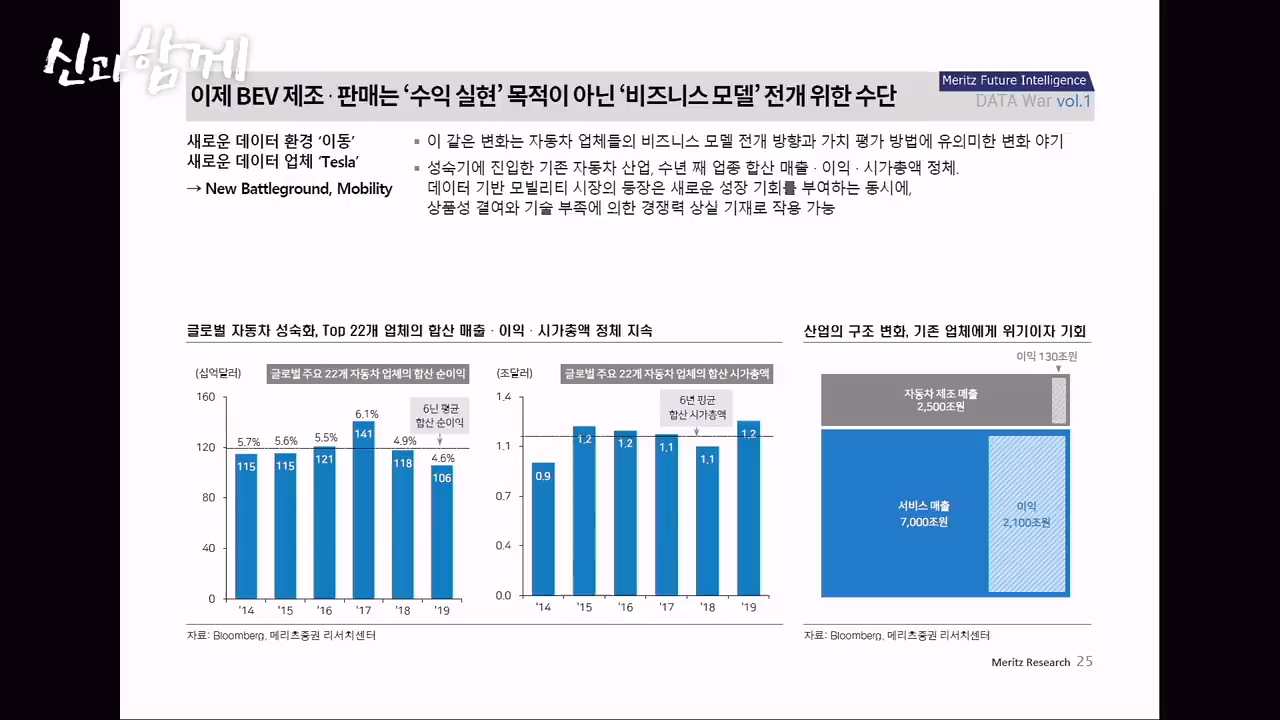 신과함께
이제 BEV 제조·판매는 ‘수익 실현’ 목적이 아닌 ‘비즈니스 모델’ 전개 위한 수단
Meritz Future Intelligence
DATA War vol.1
새로운 데이터 환경 ‘이동’
새로운 데이터 업체 ‘Tesla’
→ New Battleground, Mobility
▪ 이 같은 변화는 자동차 업체들의 비즈니스 모델 전개 방향과 가치 평가 방법에 유의미한 변화 야기
▪ 성숙기에 진입한 기존 자동차 산업, 수년 째 업종 합산 매출·이익·시가총액 정체.
데이터 기반 모빌리티 시장의 등장은 새로운 성장 기회를 부여하는 동시에,
상품성 결여와 기술 부족에 의한 경쟁력 상실 기재로 작용 가능
글로벌 자동차 성숙화, Top 22개 업체의 합산 매출·이익·시가총액 정체 지속
(십억달러)
글로벌 주요 22개 자동차 업체의 합산 순이익
160
120
80
40
0
6년 평균
합산 순이익
5.7%
5.6%
5.5%
6.1%
4.9%
4.6%
115
115
121
141
118
106
'14
'15
'16
'17
'18
'19
(조달러)
글로벌 주요 22개 자동차 업체의 합산 시가총액
1.4
1.1
0.7
0.4
0.0
6년 평균
합산 시가총액
0.9
1.2
1.2
1.1
1.1
1.2
'14
'15
'16
'17
'18
'19
자료: Bloomberg, 메리츠증권 리서치센터
산업의 구조 변화, 기존 업체에게 위기이자 기회
이익 130조원
자동차 제조 매출
2,500조원
서비스 매출
7,000조원
이익
2,100조원
자료: Bloomberg, 메리츠증권 리서치센터
Meritz Research 25